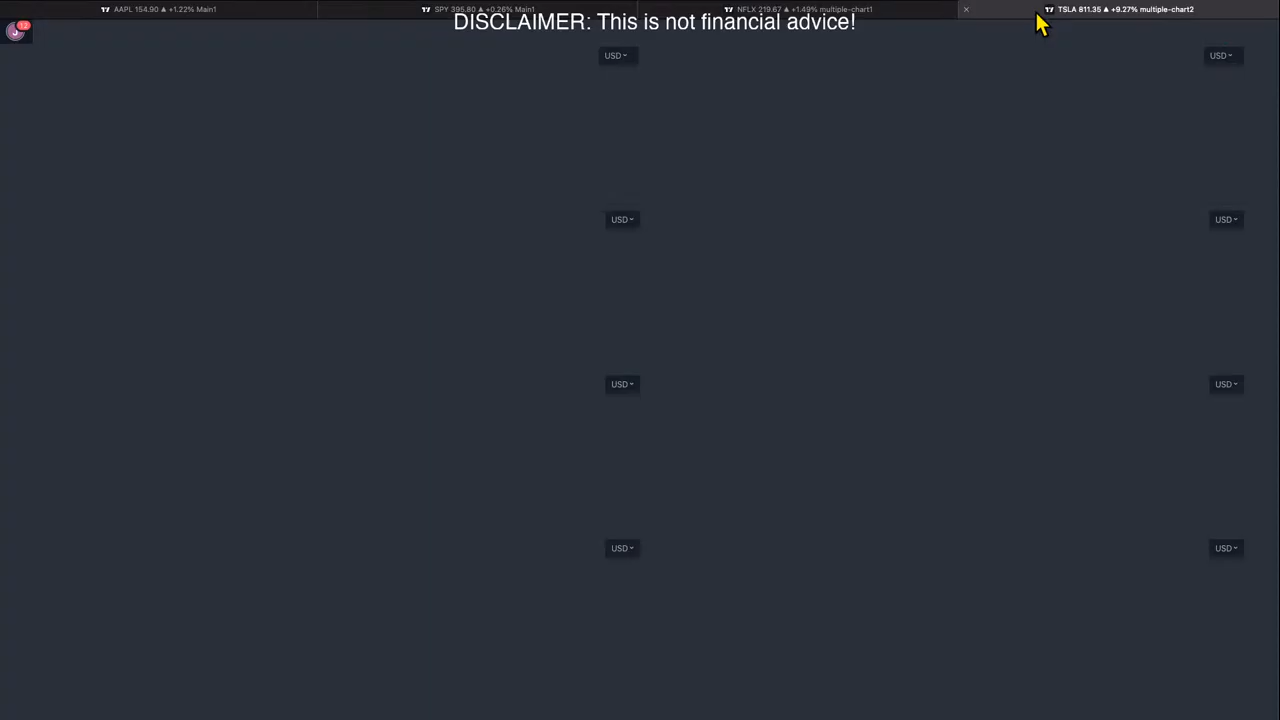 AAPL 154.90 ▲ +1.22% Main1
SPY 395.80 ▲ +0.26% Main1
NFLX 219.67 ▲ +1.49% multiple-chart1
TSLA 811.35 ▲ +9.27% multiple-chart2
DISCLAIMER: This is not financial advice!
J 12
USD
USD
USD
USD
USD
USD
USD
USD